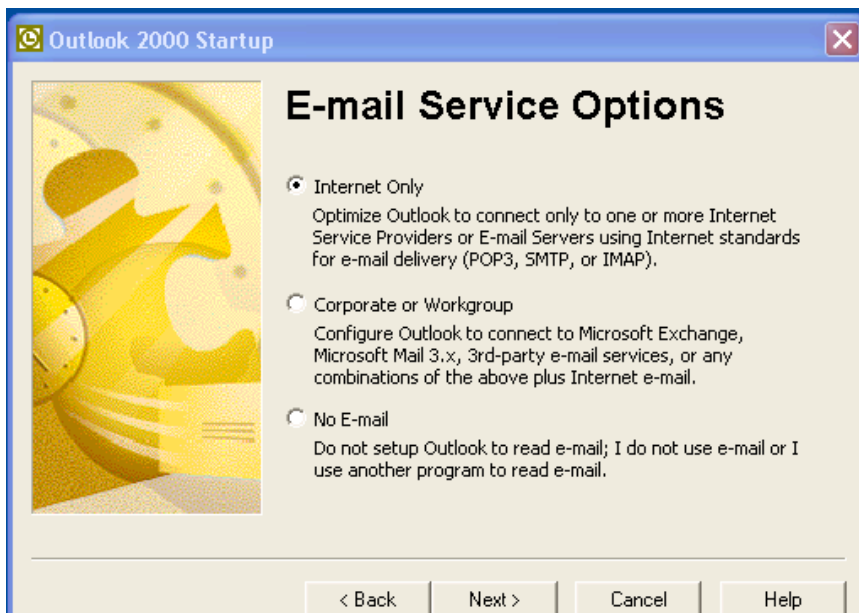 Outlook 2000 Startup
E-mail Service Options
Internet Only
Optimize Outlook to connect only to one or more Internet
Service Providers or E-mail Servers using Internet standards
for e-mail delivery (POP3, SMTP, or IMAP).
Corporate or Workgroup
Configure Outlook to connect to Microsoft Exchange,
Microsoft Mail 3.x, 3rd-party e-mail services, or any
combinations of the above plus Internet e-mail.
No E-mail
Do not setup Outlook to read e-mail; I do not use e-mail or I
use another program to read e-mail.
< Back Next > Cancel Help